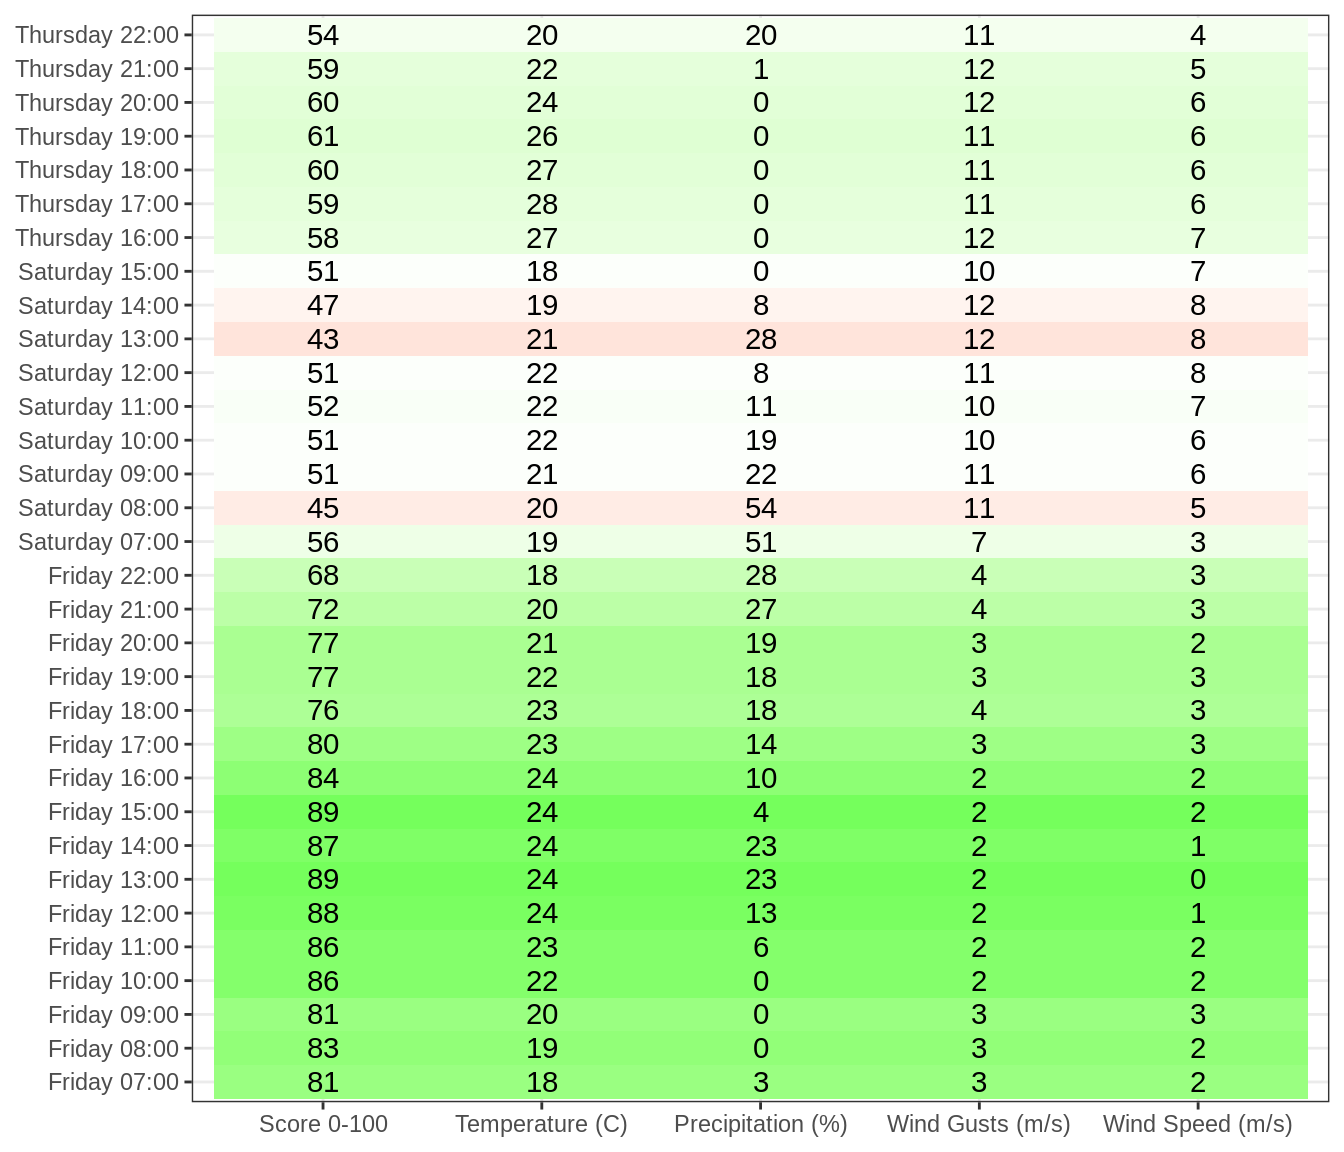 Thursday 22:00 54 20 20 11 4
Thursday 21:00 59 22 1 12 5
Thursday 20:00 60 24 0 12 6
Thursday 19:00 61 26 0 11 6
Thursday 18:00 60 27 0 11 6
Thursday 17:00 59 28 0 11 6
Thursday 16:00 58 27 0 12 7
Saturday 15:00 51 18 0 10 7
Saturday 14:00 47 19 8 12 8
Saturday 13:00 43 21 28 12 8
Saturday 12:00 51 22 8 11 8
Saturday 11:00 52 22 11 10 7
Saturday 10:00 51 22 19 10 6
Saturday 09:00 51 21 22 11 6
Saturday 08:00 45 20 54 11 5
Saturday 07:00 56 19 51 7 3
Friday 22:00 68 18 28 4 3
Friday 21:00 72 20 27 4 3
Friday 20:00 77 21 19 3 2
Friday 19:00 77 22 18 3 3
Friday 18:00 76 23 18 4 3
Friday 17:00 80 23 14 3 3
Friday 16:00 84 24 10 2 2
Friday 15:00 89 24 4 2 2
Friday 14:00 87 24 23 2 1
Friday 13:00 89 24 23 2 0
Friday 12:00 88 24 13 2 1
Friday 11:00 86 23 6 2 2
Friday 10:00 86 22 0 2 2
Friday 09:00 81 20 0 3 3
Friday 08:00 83 19 0 3 2
Friday 07:00 81 18 3 3 2
Score 0-100 Temperature (C) Precipitation (%) Wind Gusts (m/s) Wind Speed (m/s)